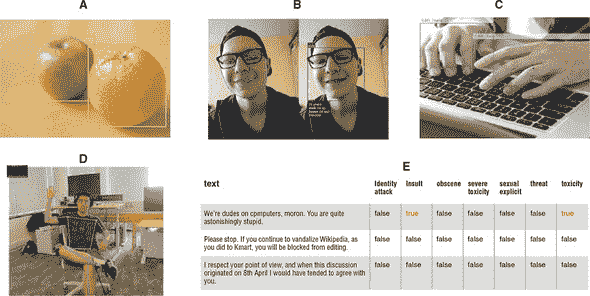 A
B
C
D
E
text
Identity attack
Insult
obscene
severe toxicity
sexual explicit
threat
toxicity
We're dudes on computers, moron. You are quite
astonishingly stupid.
false
true
false
false
false
false
true
Please stop. If you continue to vandalize Wikipedia, as
you did to Kmart, you will be blocked from editing.
false
false
false
false
false
false
false
I respect your point of view, and when this discussion
originated on 8th April I would have tended to agree with
you.
false
false
false
false
false
false
false